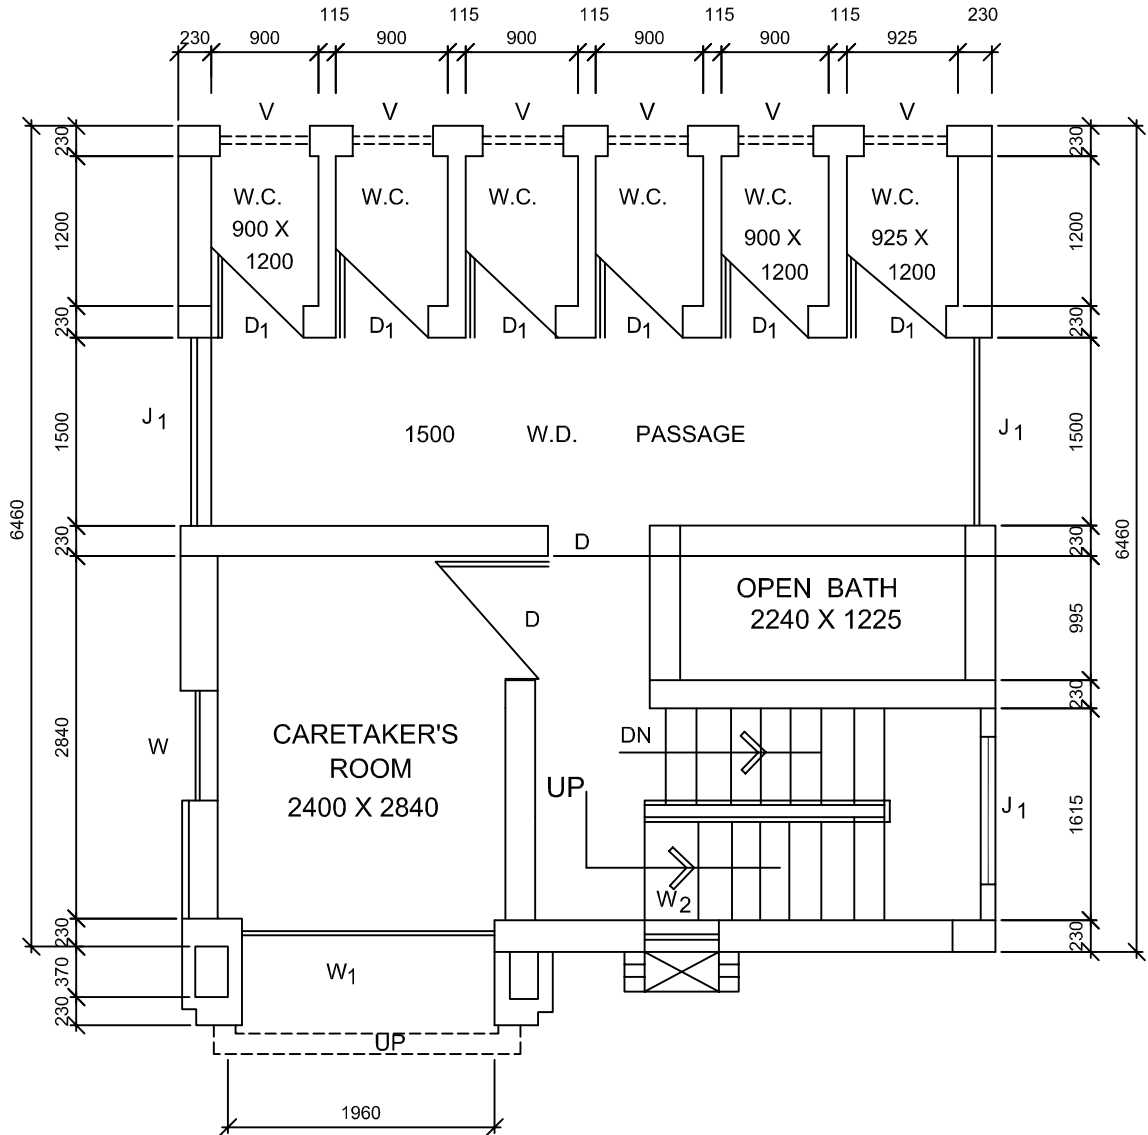 115 115 115 115 115 230
230 900 900 900 900 900 925
V V V V V V
230 230
W.C. W.C. W.C. W.C. W.C. W.C.
900 X 900 X 925 X
1200 1200 1200
1200 1200
230 D1 D1 D1 D1 D1 D1 230
J1 1500 W.D. PASSAGE J1
1500 1500
6460 6460
230 D 230
OPEN BATH
2240 X 1225
D
995
230
2840
W
CARETAKER'S
ROOM
2400 X 2840
DN
UP
J1
1615
W2
230 230
370
W1
230
UP
1960